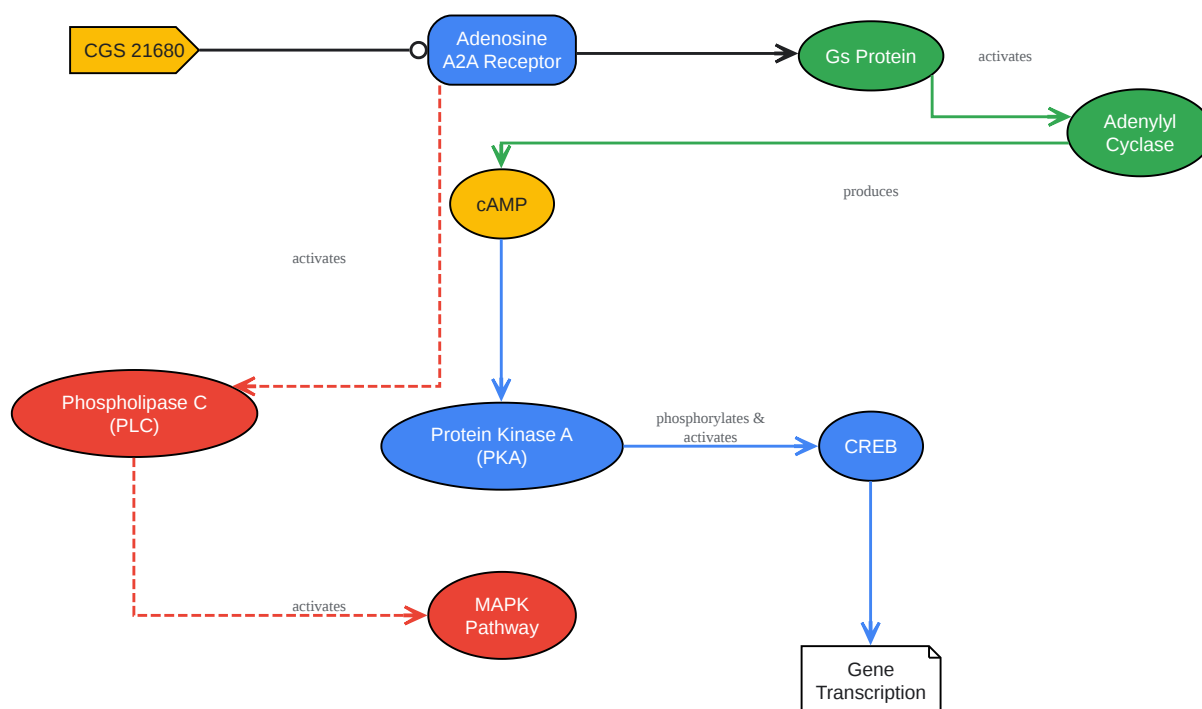 CGS 21680
Adenosine
A2A Receptor
Gs Protein
activates
Adenylyl
Cyclase
produces
cAMP
activates
Phospholipase C
(PLC)
Protein Kinase A
(PKA)
phosphorylates &
activates
CREB
activates
MAPK
Pathway
Gene
Transcription